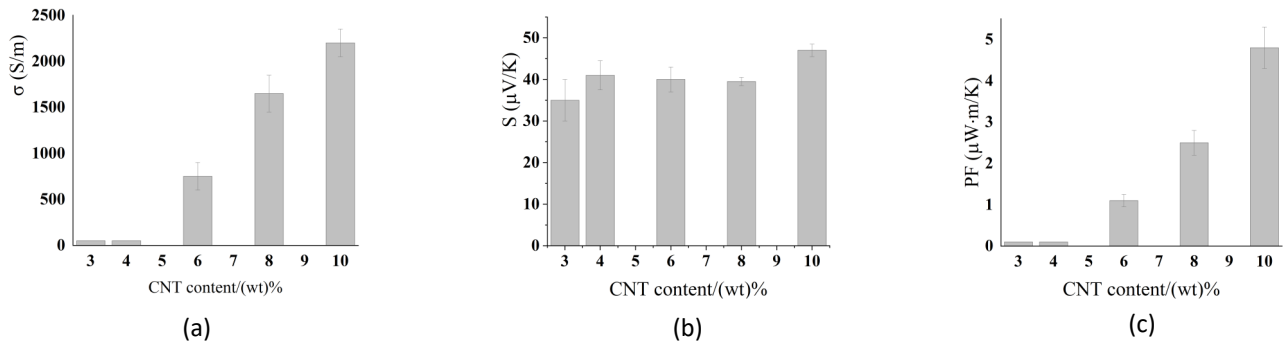 σ (S/m)
2500
2000
1500
1000
500
0
3 4 5 6 7 8 9 10
CNT content/(wt)%
(a)
S (μV/K)
50
40
30
20
10
0
3 4 5 6 7 8 9 10
CNT content/(wt)%
(b)
PF (μW·m/K)
5
4
3
2
1
0
3 4 5 6 7 8 9 10
CNT content/(wt)%
(c)